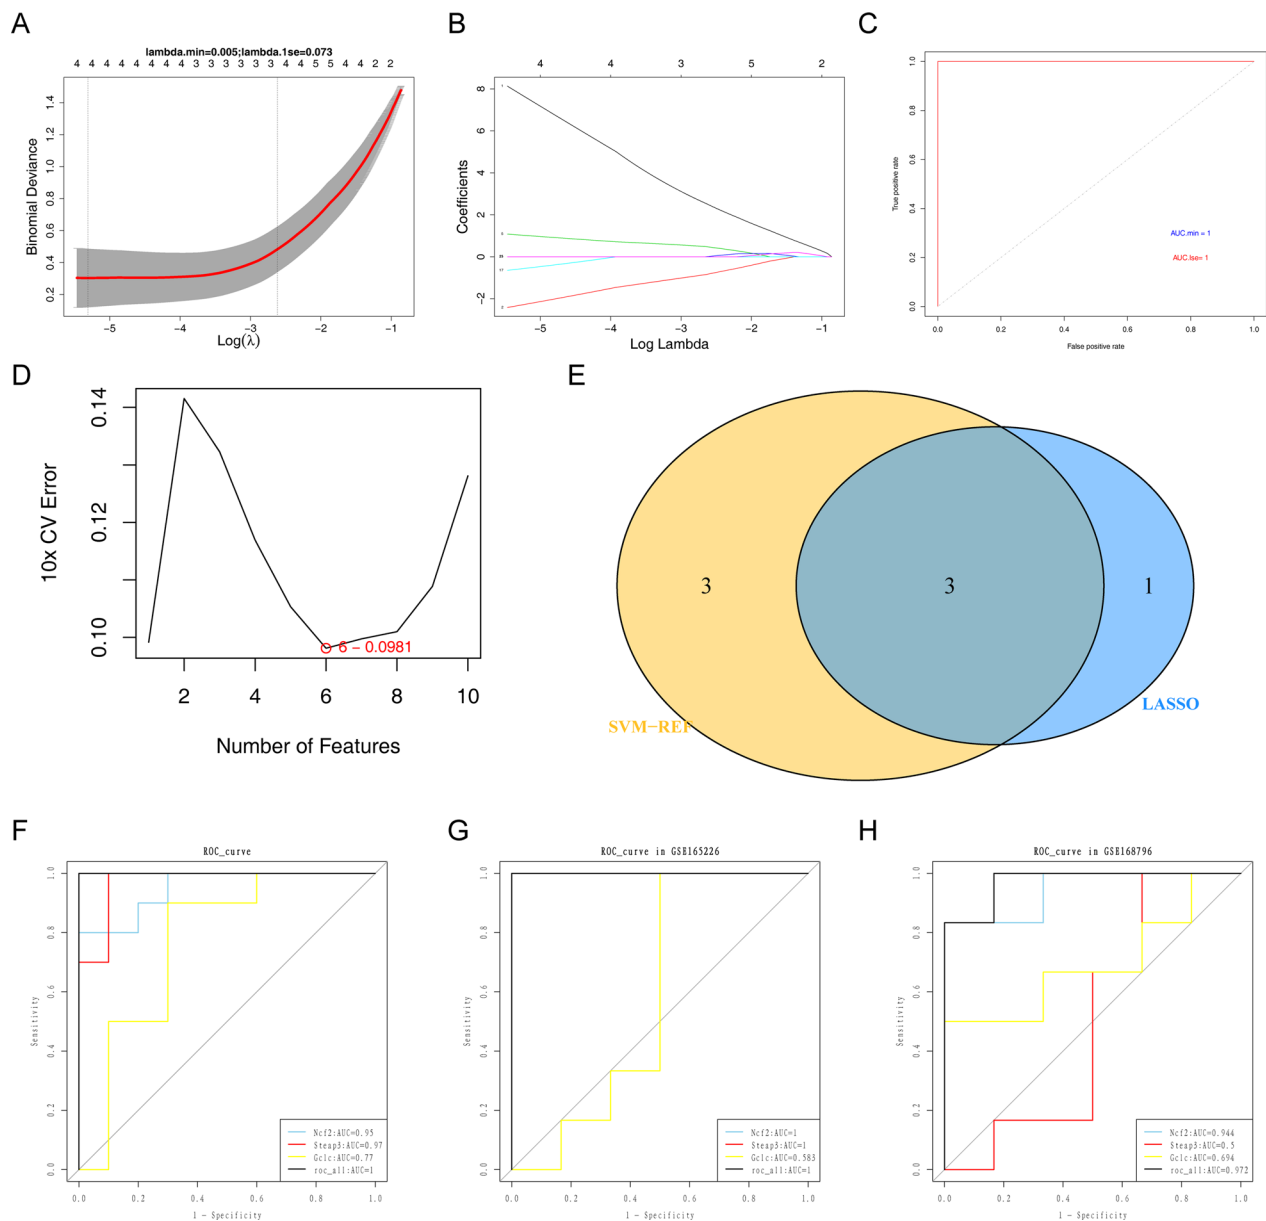 A
lambda.min=0.005;lambda.1se=0.073
4 4 4 4 4 4 4 4 3 3 3 3 3 3 4 4 5 5 4 2 2
Binomial Deviance
1.4
1.2
1.0
0.8
0.6
0.4
0.2
−5 −4 −3 −2 −1
Log(λ)
B
4 4 3 5 2
Coefficients
8
6
4
2
0
−2
−5 −4 −3 −2 −1
Log Lambda
C
True positive rate
1.0
0.8
0.6
0.4
0.2
0.0
AUC.min = 1
AUC.lse= 1
0.0 0.2 0.4 0.6 0.8 1.0
False positive rate
D
10x CV Error
0.14
0.12
0.10
6 − 0.0981
2 4 6 8 10
Number of Features
E
3
3
1
SVM−REF
LASSO
F
ROC_curve
Sensitivity
1.0
0.8
0.6
0.4
0.2
0.0
Ncf2:AUC=0.95
Steap3:AUC=0.97
Gclc:AUC=0.77
roc_all:AUC=1
0.0 0.2 0.4 0.6 0.8 1.0
1 − Specificity
G
ROC_curve in GSE165226
Sensitivity
1.0
0.8
0.6
0.4
0.2
0.0
Ncf2:AUC=1
Steap3:AUC=1
Gclc:AUC=0.583
roc_all:AUC=1
0.0 0.2 0.4 0.6 0.8 1.0
1 − Specificity
H
ROC_curve in GSE168796
Sensitivity
1.0
0.8
0.6
0.4
0.2
0.0
Ncf2:AUC=0.944
Steap3:AUC=0.5
Gclc:AUC=0.694
roc_all:AUC=0.972
0.0 0.2 0.4 0.6 0.8 1.0
1 − Specificity